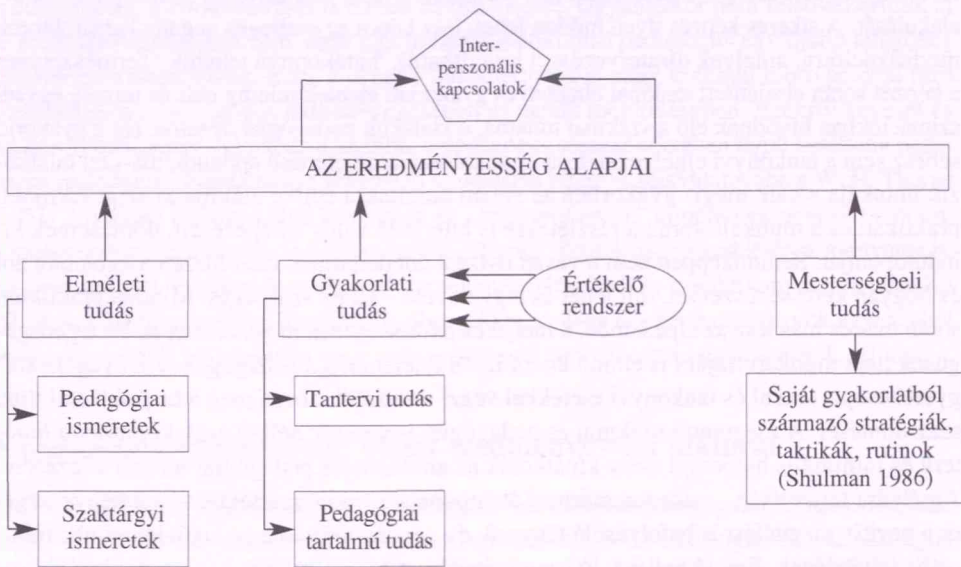 Inter-
perszonális
kapcsolatok
AZ EREDMÉNYESSÉG ALAPJAI
Elméleti
tudás
Gyakorlati
tudás
Értékelő
rendszer
Mesterségbeli
tudás
Pedagógiai
ismeretek
Tantervi tudás
Saját gyakorlatból
származó stratégiák,
taktikák, rutinok
(Shulman 1986)
Szaktárgyi
ismeretek
Pedagógiai
tartalmú tudás